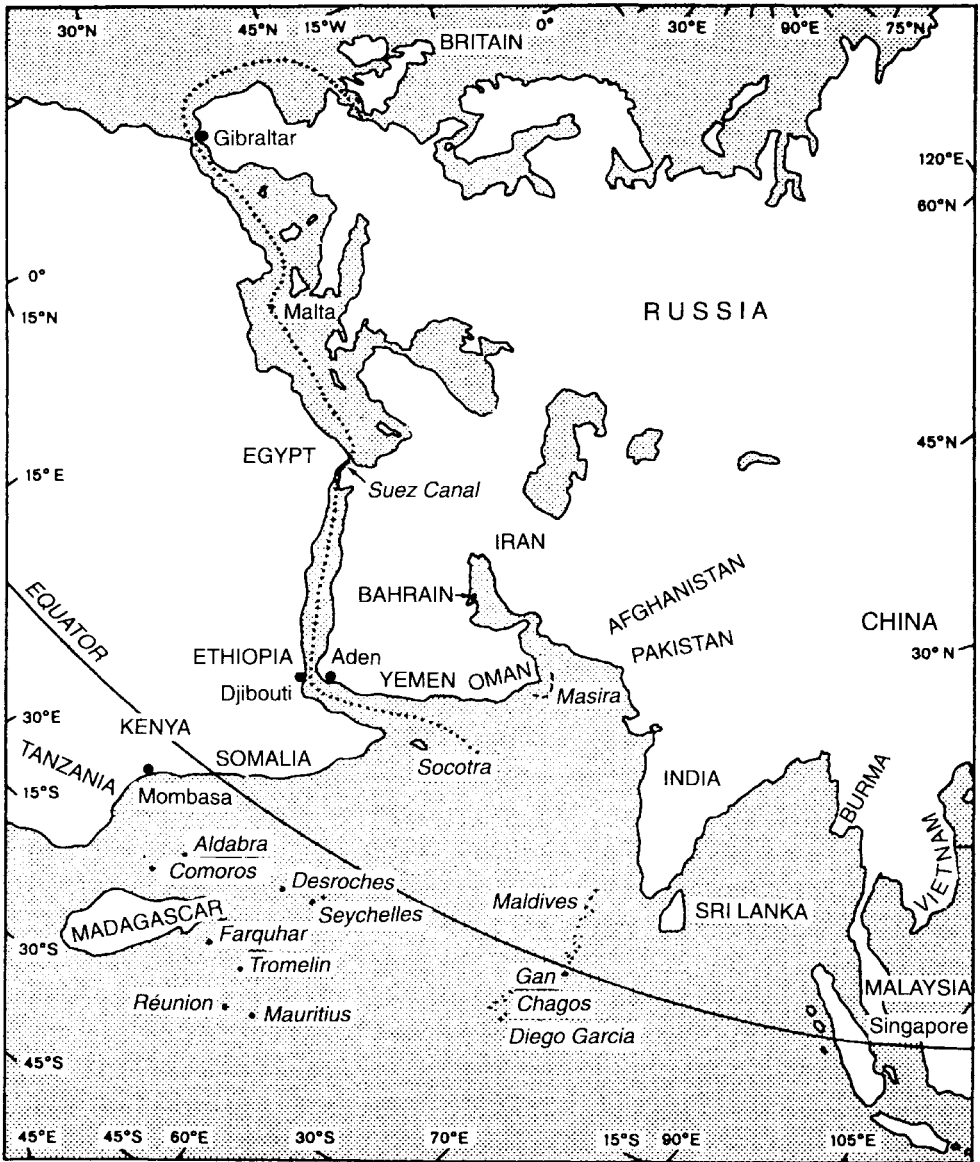 30°N 45°N 15°W 0° 30°E 90°E 75°N
BRITAIN
Gibraltar
120°E
60°N
0°
15°N
Malta
RUSSIA
45°N
EGYPT
15°E
Suez Canal
IRAN
BAHRAIN
AFGHANISTAN
CHINA
EQUATOR
PAKISTAN
30°N
ETHIOPIA
Aden
YEMEN
OMAN
Djibouti
Masira
30°E
KENYA
SOMALIA
Socotra
TANZANIA
INDIA
BURMA
15°S
Mombasa
VIETNAM
Aldabra
Comoros
Desroches
Seychelles
Maldives
SRI LANKA
MADAGASCAR
Farquhar
30°S
Tromelin
Gan
MALAYSIA
Réunion
Mauritius
Chagos
Singapore
Diego Garcia
45°S
45°E 45°S 60°E 30°S 70°E 15°S 90°E 105°E